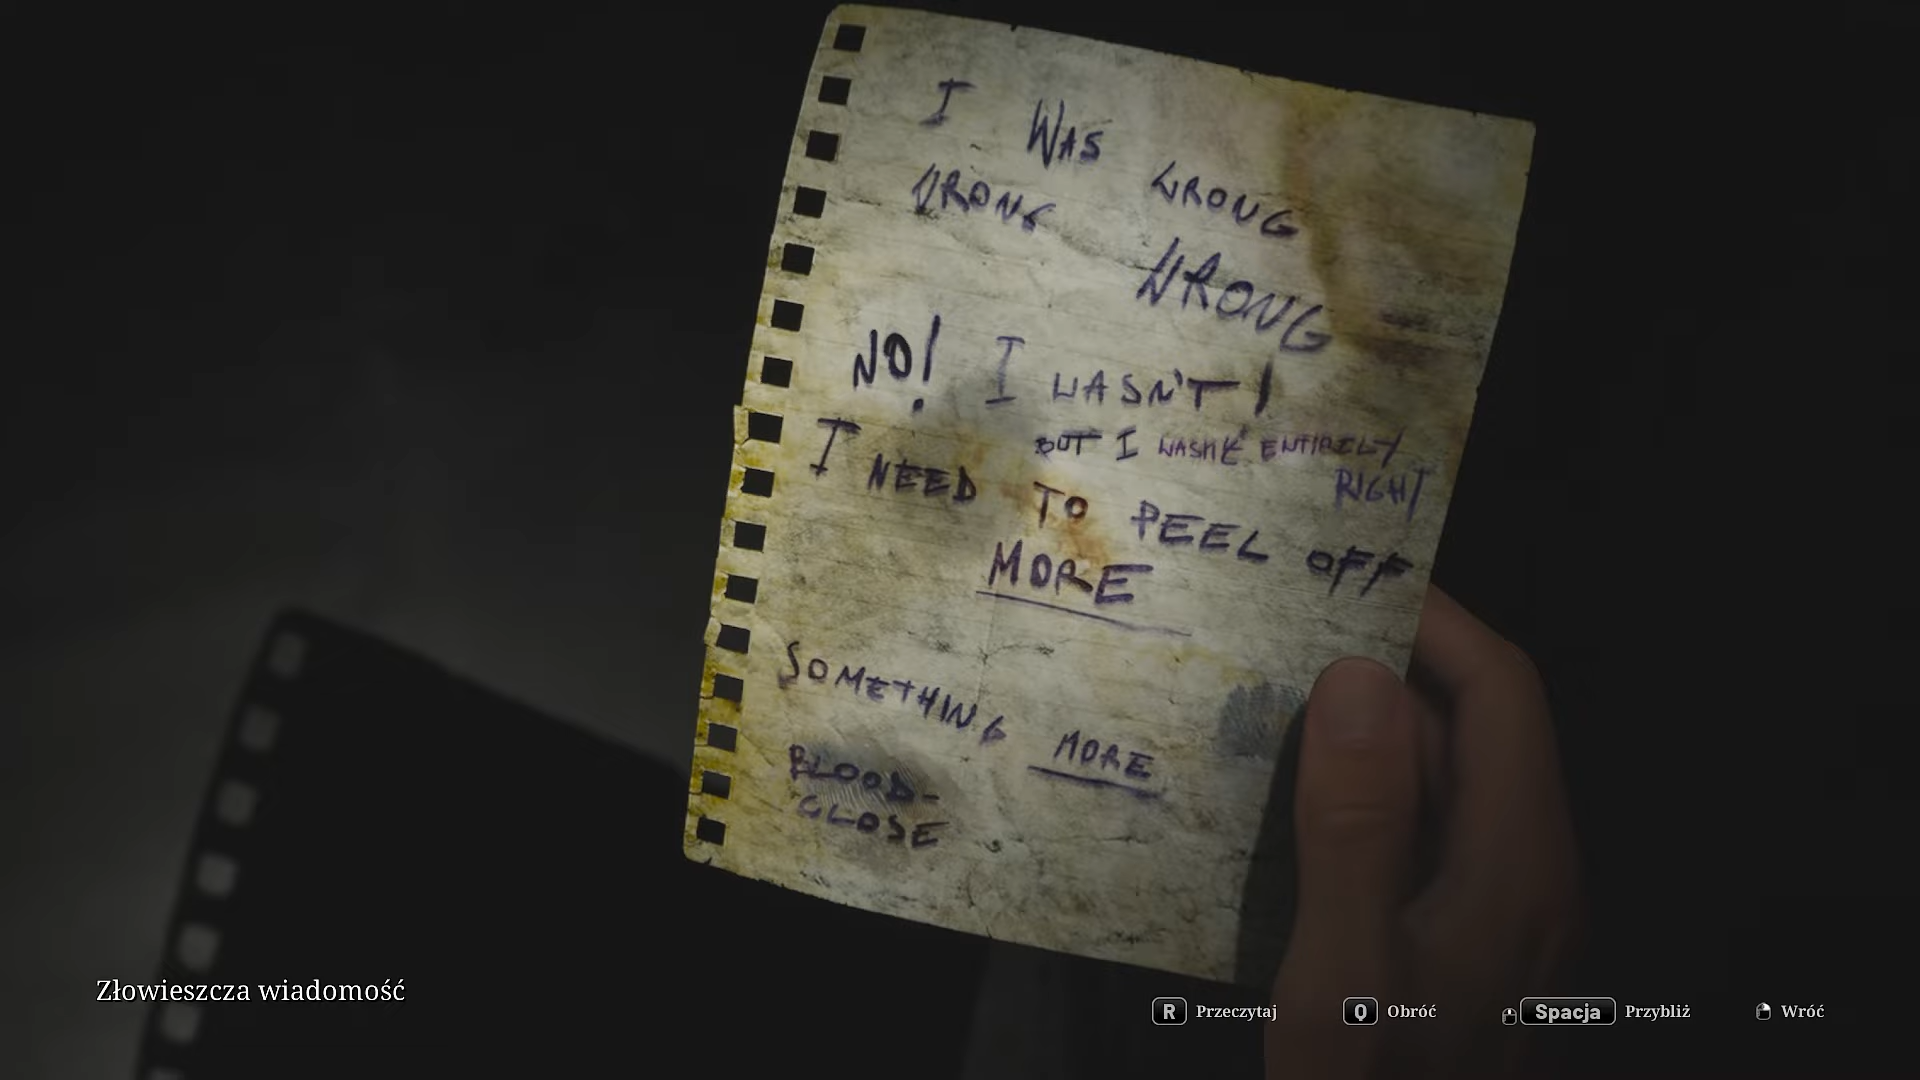 I WAS WRONG
WRONG
WRONG
NO! I WASN'T!
BUT I WASN'T ENTIRELY
RIGHT
I NEED TO PEEL OFF
MORE
SOMETHING MORE
BLOOD-
CLOSE
Złowieszcza wiadomość
R Przeczytaj
Q Obróć
Spacja Przybliż
Wróć